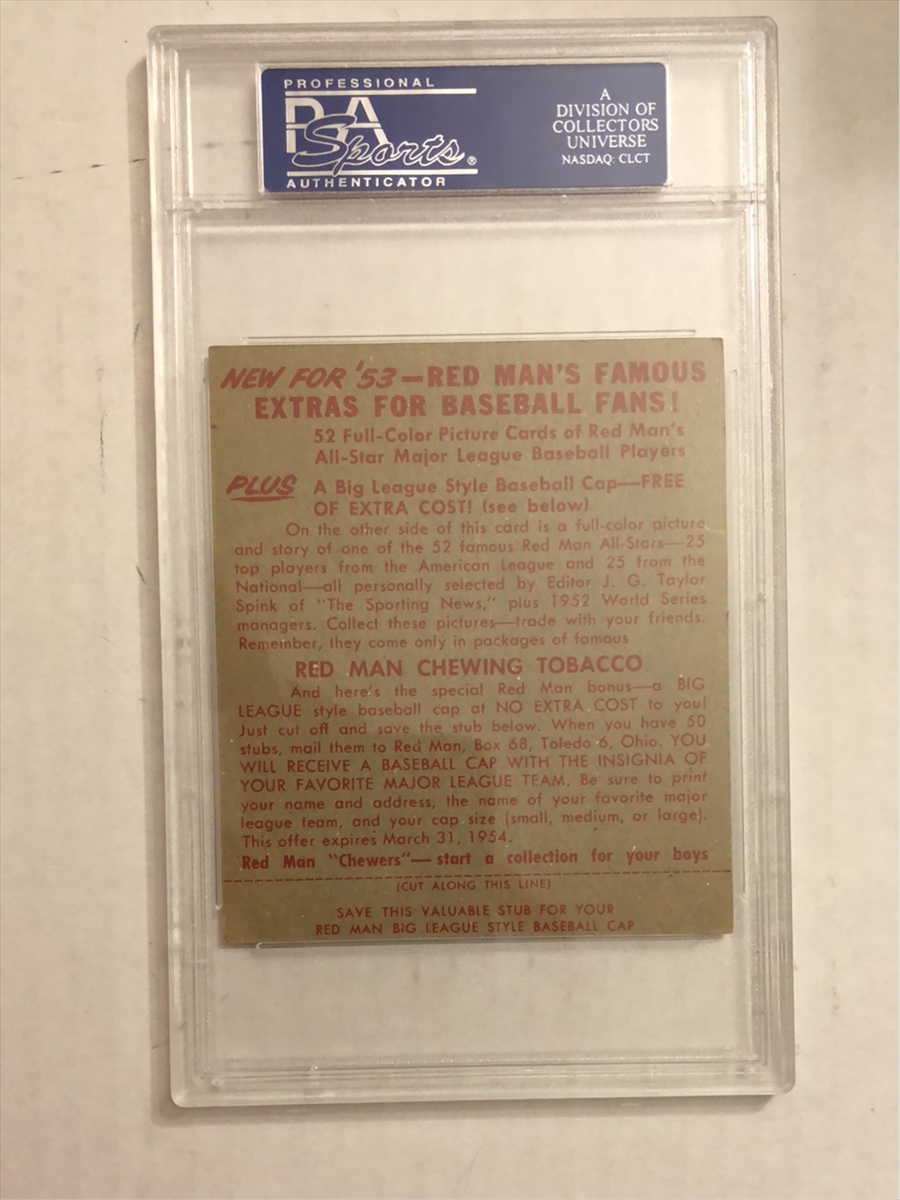 PROFESSIONAL
PSA
Sports®
AUTHENTICATOR
A
DIVISION OF
COLLECTORS
UNIVERSE
NASDAQ: CLCT
NEW FOR '53—RED MAN'S FAMOUS
EXTRAS FOR BASEBALL FANS!
52 Full-Color Picture Cards of Red Man's
All-Star Major League Baseball Players
PLUS A Big League Style Baseball Cap—FREE
OF EXTRA COST! (see below)
On the other side of this card is a full-color picture
and story of one of the 52 famous Red Man All-Stars—25
top players from the American League and 25 from the
National—all personally selected by Editor J. G. Taylor
Spink of "The Sporting News," plus 1952 World Series
managers. Collect these pictures—trade with your friends.
Remember, they come only in packages of famous
RED MAN CHEWING TOBACCO
And here's the special Red Man bonus—a BIG
LEAGUE style baseball cap at NO EXTRA COST to you!
Just cut off and save the stub below. When you have 50
stubs, mail them to Red Man, Box 68, Toledo 6, Ohio. YOU
WILL RECEIVE A BASEBALL CAP WITH THE INSIGNIA OF
YOUR FAVORITE MAJOR LEAGUE TEAM. Be sure to print
your name and address, the name of your favorite major
league team, and your cap size (small, medium, or large).
This offer expires March 31, 1954.
Red Man "Chewers"—start a collection for your boys
(CUT ALONG THIS LINE)
SAVE THIS VALUABLE STUB FOR YOUR
RED MAN BIG LEAGUE STYLE BASEBALL CAP